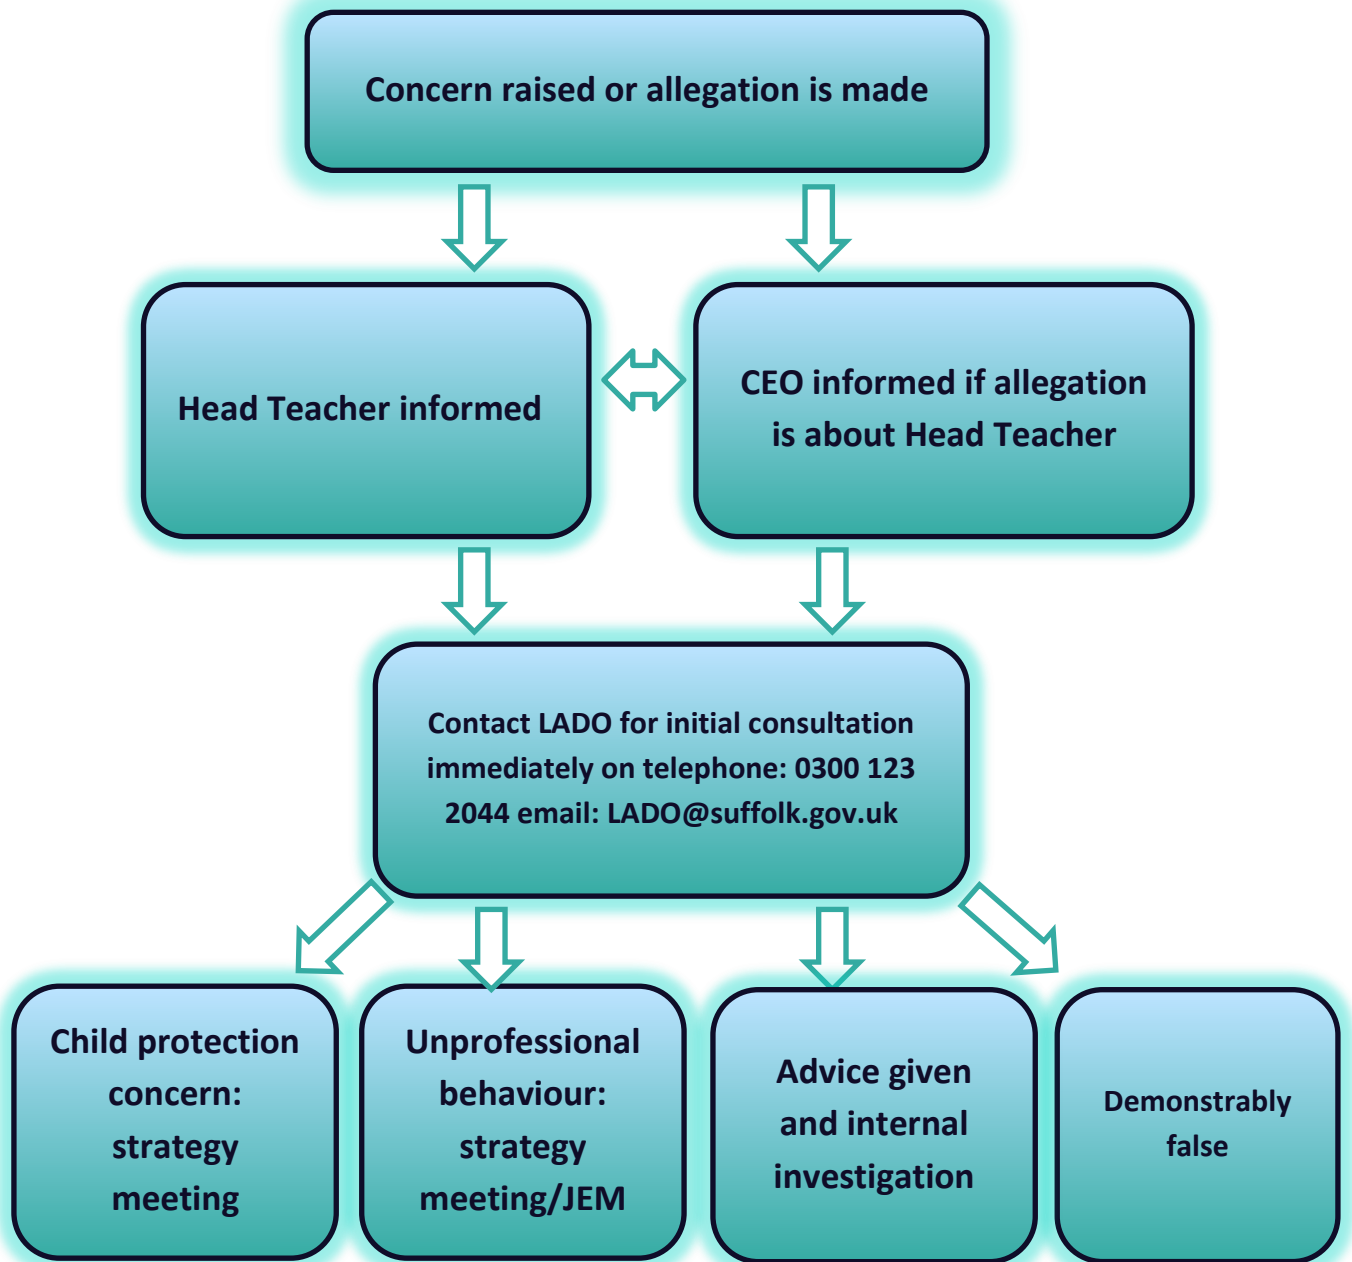 Concern raised or allegation is made
Head Teacher informed
CEO informed if allegation
is about Head Teacher
Contact LADO for initial consultation
immediately on telephone: 0300 123
2044 email: LADO@suffolk.gov.uk
Child protection
concern:
strategy
meeting
Unprofessional
behaviour:
strategy
meeting/JEM
Advice given
and internal
investigation
Demonstrably
false